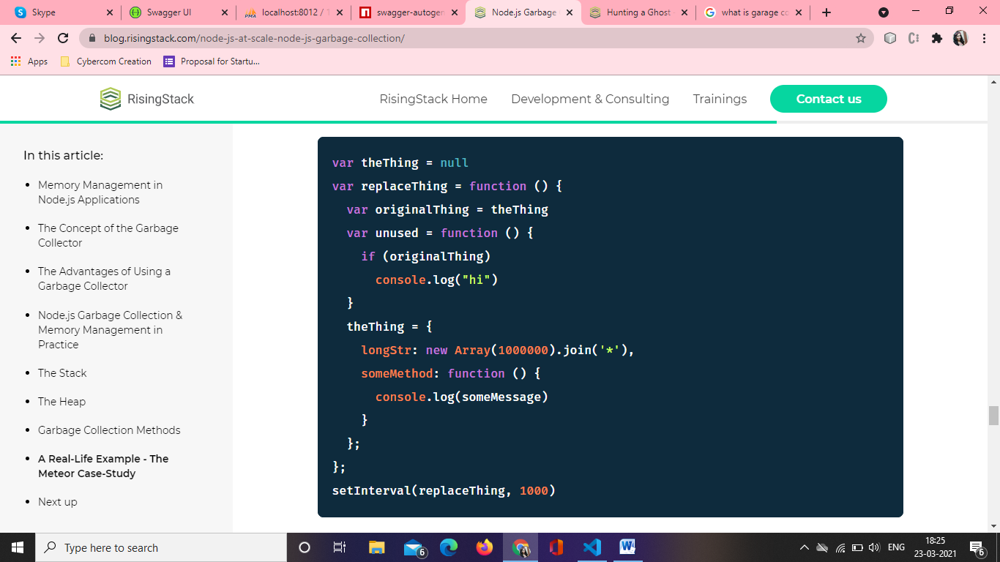 Skype
Swagger UI
localhost:8012 / 1
swagger-autogen
Node.js Garbage
Hunting a Ghost -
what is garage co
blog.risingstack.com/node-js-at-scale-node-js-garbage-collection/
Apps
Cybercom Creation
Proposal for Startu...
RisingStack
RisingStack Home
Development & Consulting
Trainings
Contact us
In this article:
Memory Management in
Node.js Applications
The Concept of the Garbage
Collector
The Advantages of Using a
Garbage Collector
Node.js Garbage Collection &
Memory Management in
Practice
The Stack
The Heap
Garbage Collection Methods
A Real-Life Example - The
Meteor Case-Study
Next up
var theThing = null
var replaceThing = function () {
  var originalThing = theThing
  var unused = function () {
    if (originalThing)
      console.log("hi")
  }
  theThing = {
    longStr: new Array(1000000).join('*'),
    someMethod: function () {
      console.log(someMessage)
    }
  };
};
setInterval(replaceThing, 1000)
Type here to search
6
ENG
18:25
23-03-2021
6